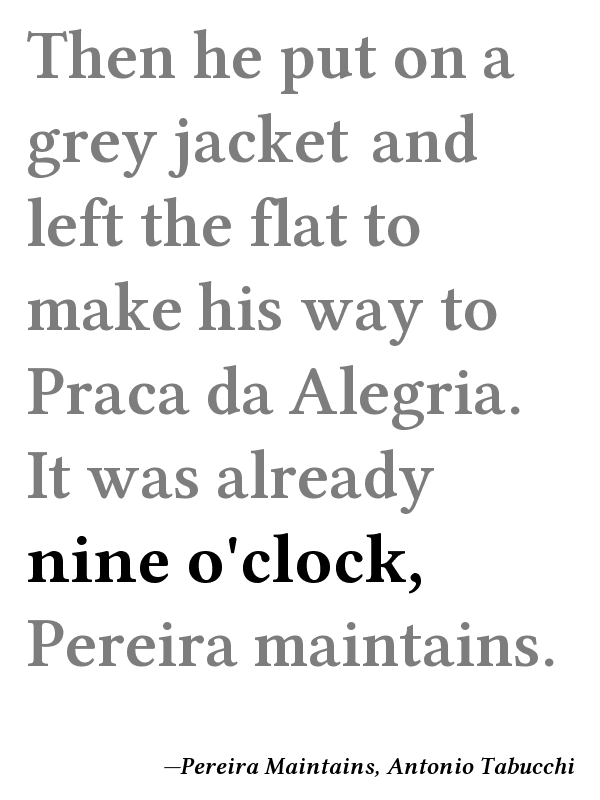 Then he put on a
grey jacket and
left the flat to
make his way to
Praca da Alegria.
It was already
nine o'clock,
Pereira maintains.
—Pereira Maintains, Antonio Tabucchi